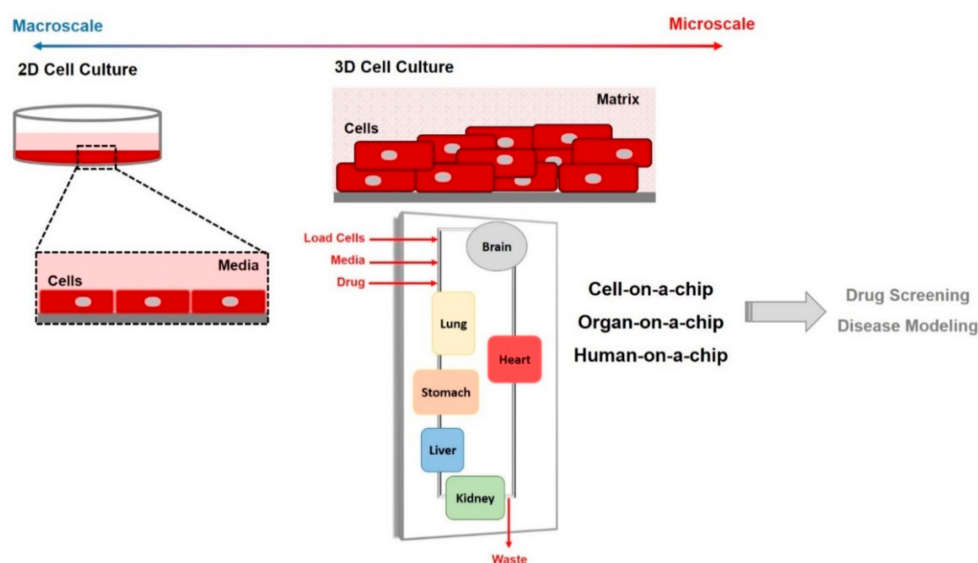 Macroscale
Microscale
2D Cell Culture
3D Cell Culture
Matrix
Cells
Media
Cells
Load Cells
Media
Drug
Brain
Lung
Heart
Stomach
Liver
Kidney
Waste
Cell-on-a-chip
Organ-on-a-chip
Human-on-a-chip
Drug Screening
Disease Modeling